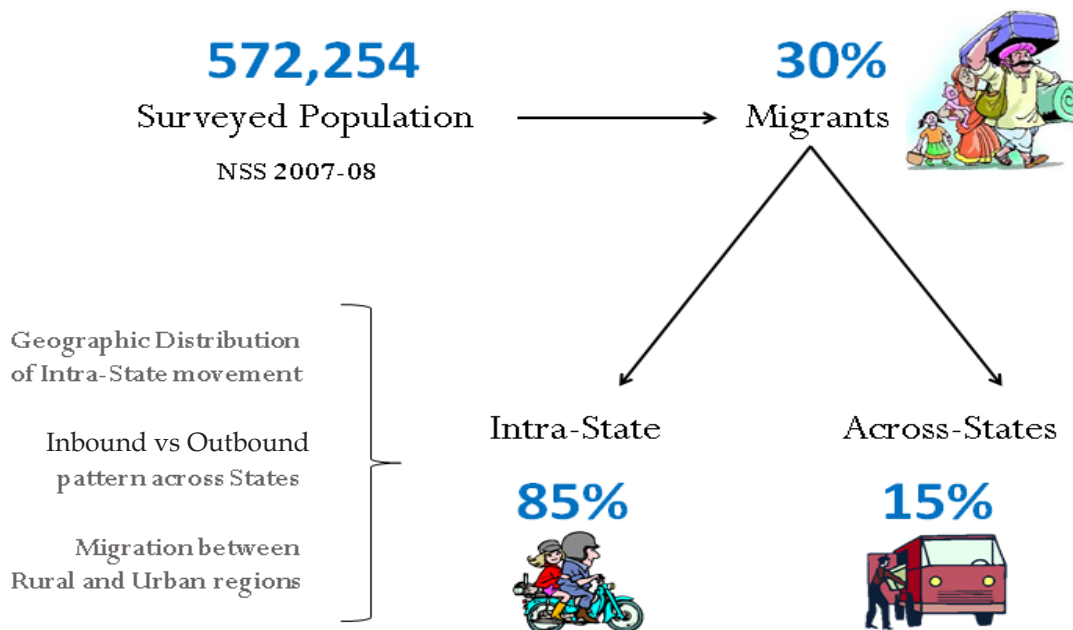 572,254
Surveyed Population
NSS 2007-08
30%
Migrants
Geographic Distribution
of Intra-State movement
Inbound vs Outbound
pattern across States
Migration between
Rural and Urban regions
Intra-State
85%
Across-States
15%